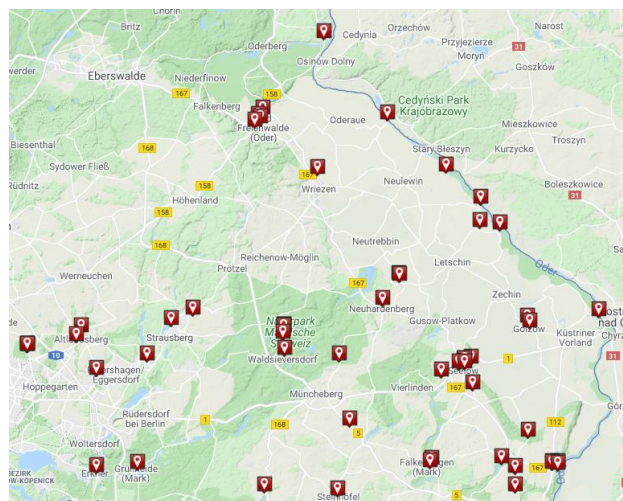 Chorin
Britz
Oderberg
Cedynia
Orzechów
Narost
Osinów Dolny
Przyjezierze
Moryń
31
Goszków
Eberswalde
Niederfinow
158
167
Falkenberg
Freienwalde
(Oder)
Oderaue
Cedyński Park
Krajobrazowy
Mieszkowice
Troszyn
Biesenthal
168
Stary Błeszyn
Kurzycko
Sydower Fließ
167
Rüdnitz
158
Wriezen
Neulewin
Boleszkowice
31
Höhenland
158
168
Neutrebbin
Reichenow-Möglin
Letschin
Oder
Werneuchen
Prötzel
167
Zechin
Neuhardenberg
Gusow-Platkow
Golzow
Küstriner
Vorland
Strausberg
10
Waldsieversdorf
Hoppegarten
Eggersdorf
Seelow
1
31
Vierlinden
167
Müncheberg
Rüdersdorf
bei Berlin
1
168
5
112
Woltersdorf
Erkner
Grünheide
(Mark)
167
(Mark)
5
Steinhöfel